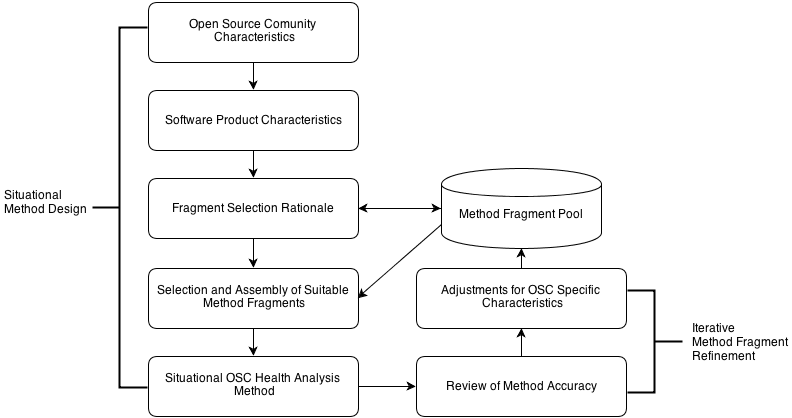 Open Source Comunity
Characteristics
Software Product Characteristics
Situational
Method Design
Fragment Selection Rationale
Method Fragment Pool
Selection and Assembly of Suitable
Method Fragments
Adjustments for OSC Specific
Characteristics
Iterative
Method Fragment
Refinement
Situational OSC Health Analysis
Method
Review of Method Accuracy